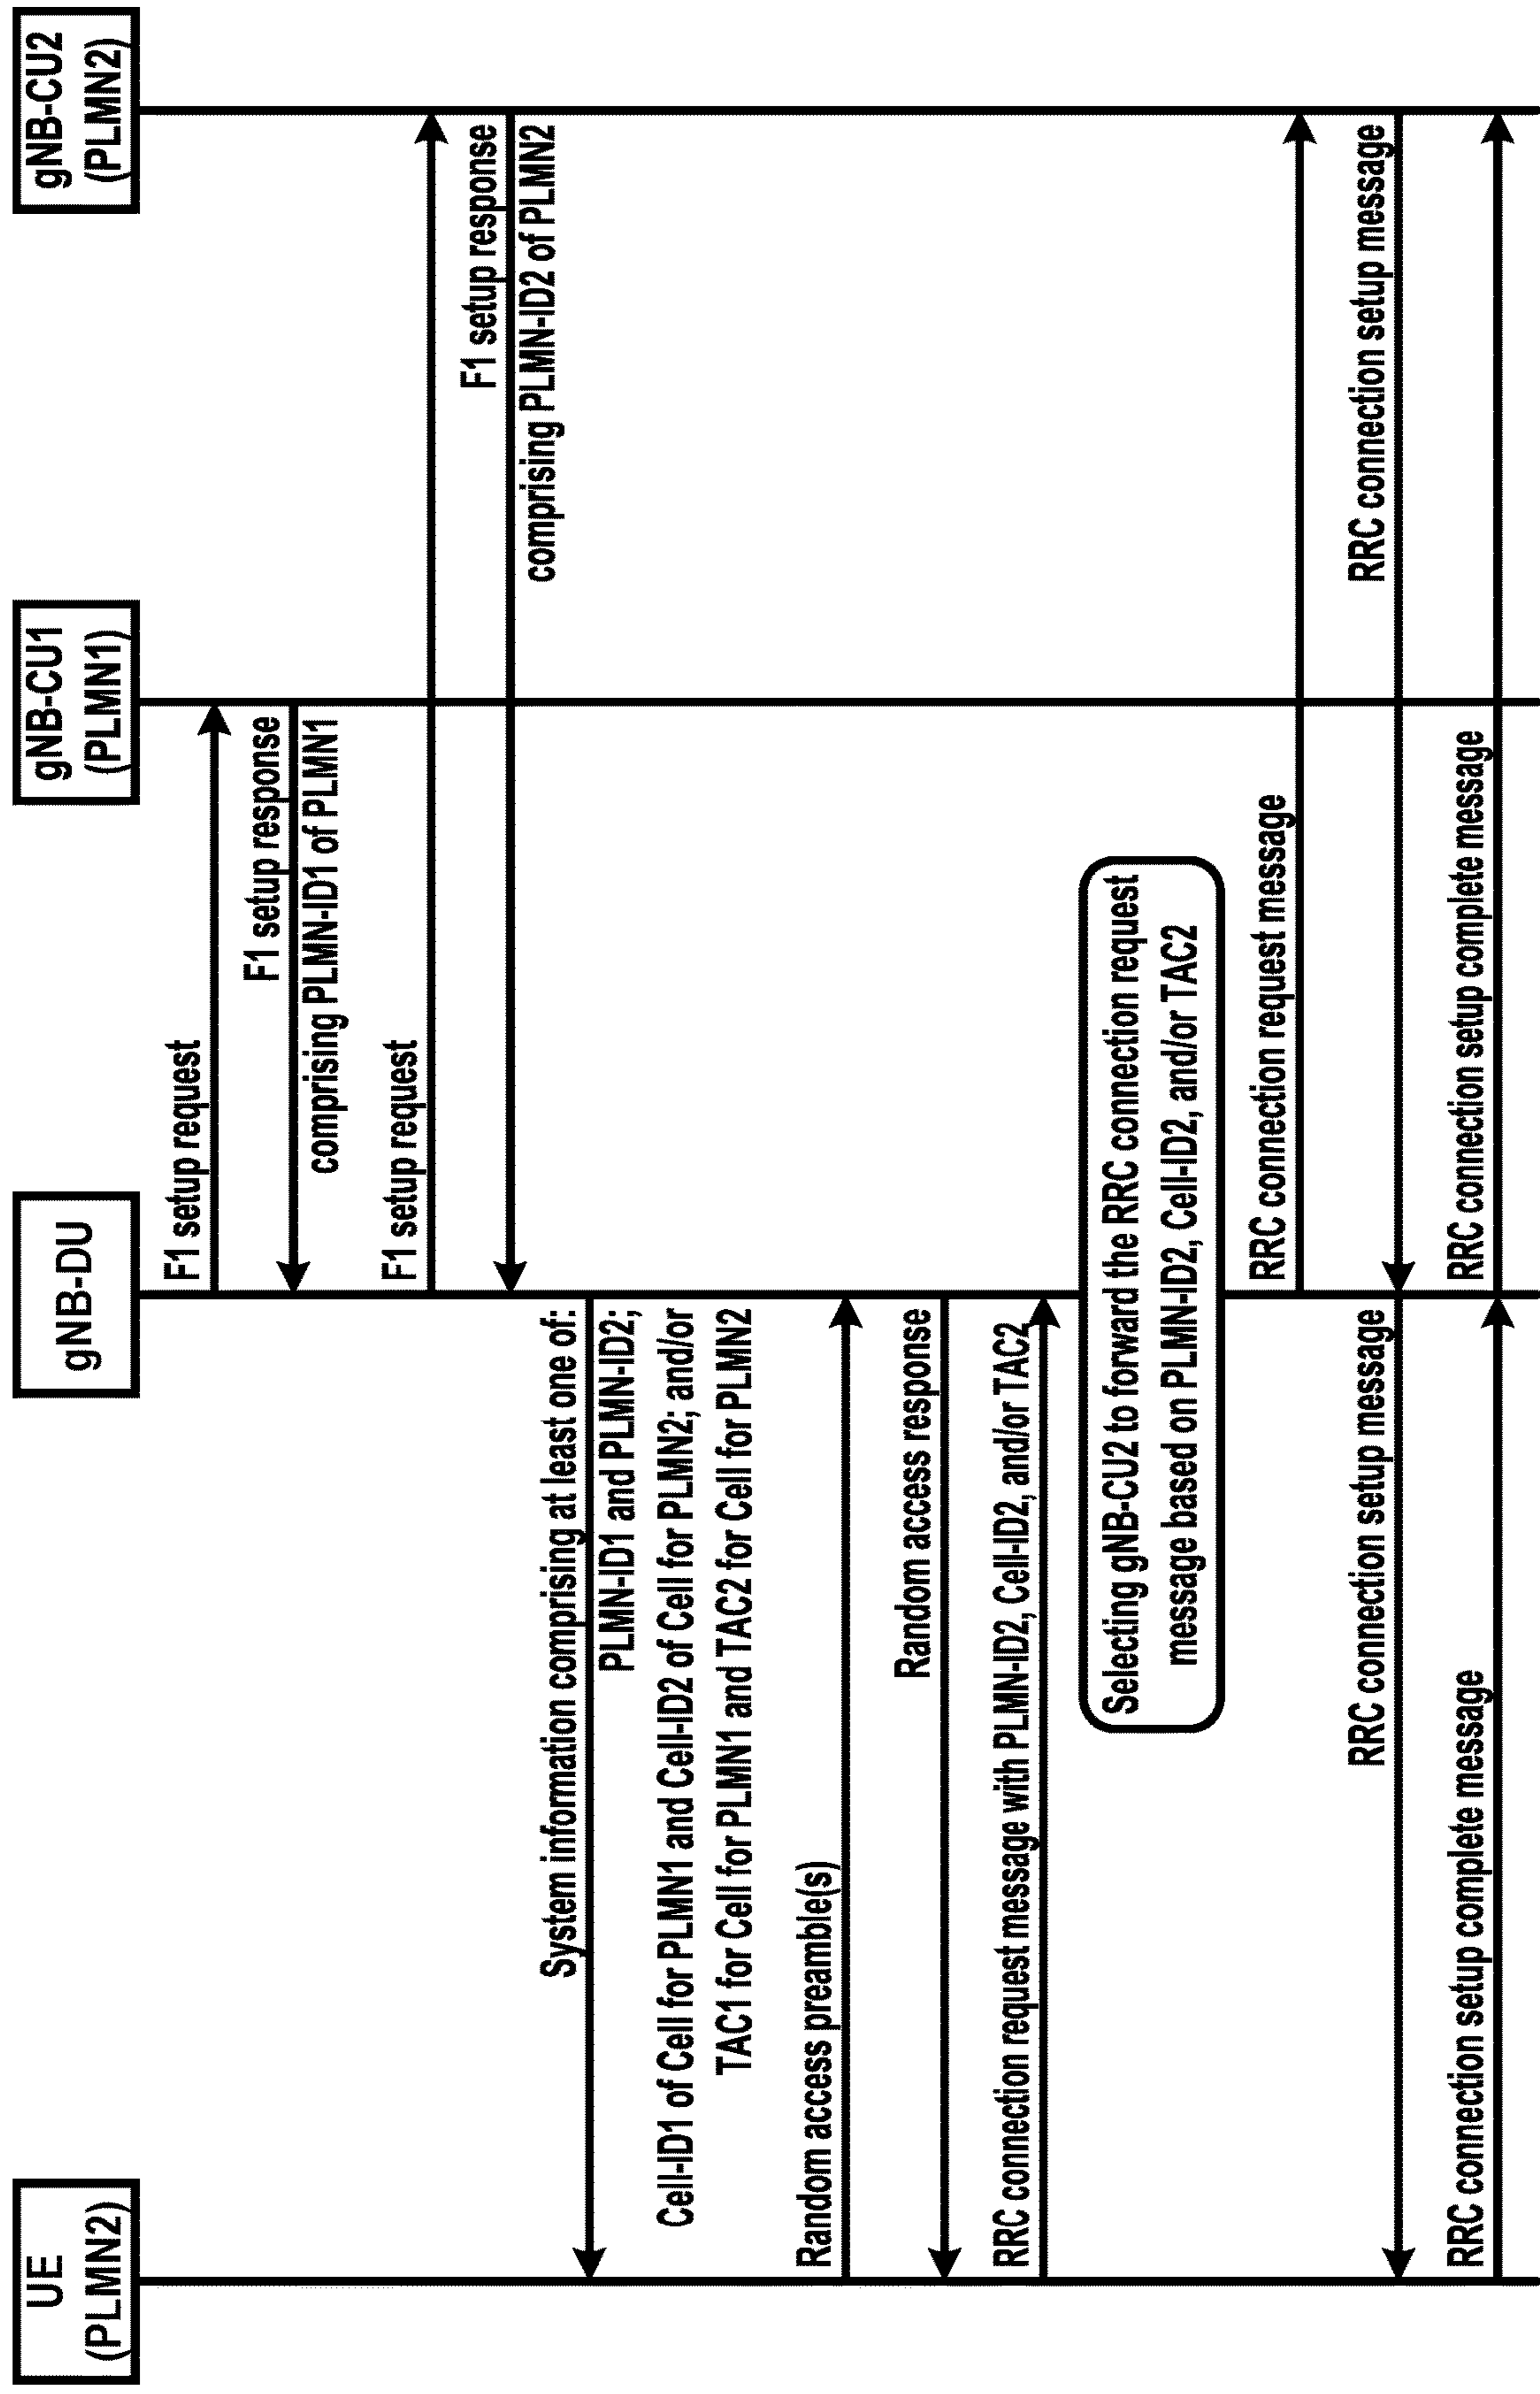 UE
(PLMN2)
gNB-DU
gNB-CU1
(PLMN1)
gNB-CU2
(PLMN2)
F1 setup request
F1 setup response
comprising PLMN-ID1 of PLMN1
F1 setup request
F1 setup response
comprising PLMN-ID2 of PLMN2
System information comprising at least one of:
PLMN-ID1 and PLMN-ID2;
Cell-ID1 of Cell for PLMN1 and Cell-ID2 of Cell for PLMN2; and/or
TAC1 for Cell for PLMN1 and TAC2 for Cell for PLMN2
Random access preamble(s)
Random access response
RRC connection request message with PLMN-ID2, Cell-ID2, and/or TAC2
Selecting gNB-CU2 to forward the RRC connection request
message based on PLMN-ID2, Cell-ID2, and/or TAC2
RRC connection request message
RRC connection setup message
RRC connection setup message
RRC connection setup complete message
RRC connection setup complete message